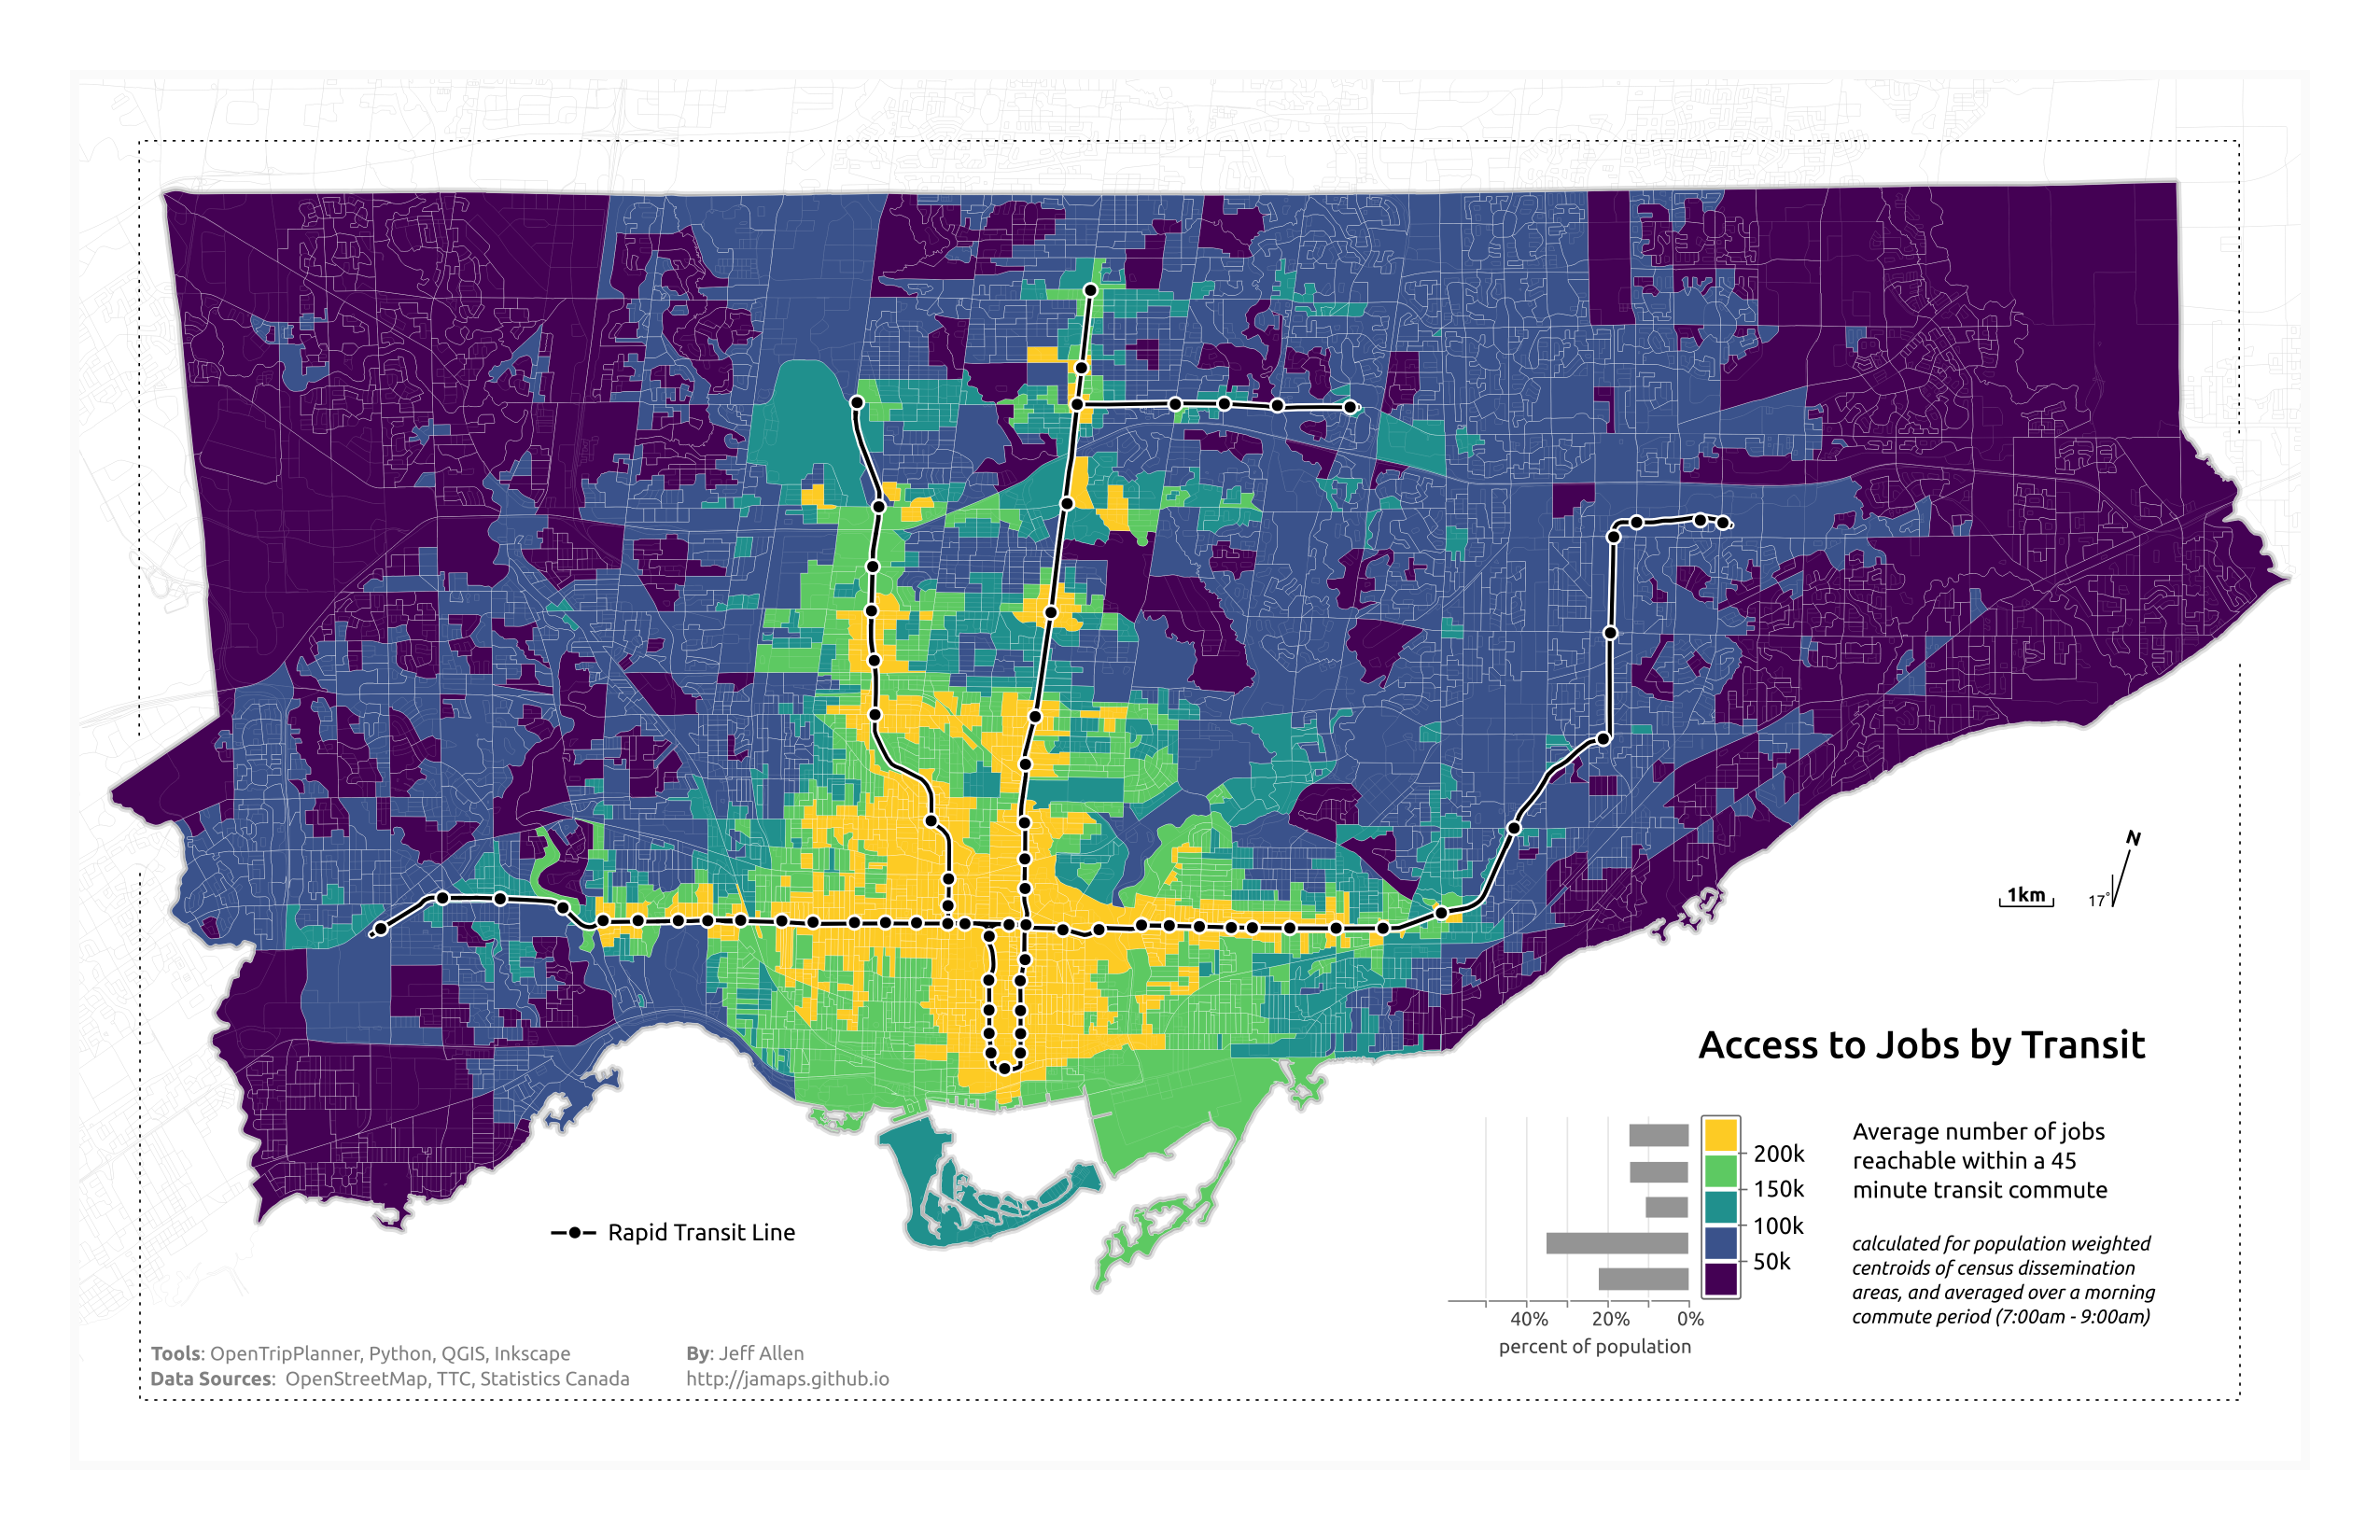 N
1km
17°
Access to Jobs by Transit
200k
150k
100k
50k
40%
20%
0%
percent of population
Average number of jobs
reachable within a 45
minute transit commute
calculated for population weighted
centroids of census dissemination
areas, and averaged over a morning
commute period (7:00am - 9:00am)
Rapid Transit Line
Tools: OpenTripPlanner, Python, QGIS, Inkscape
Data Sources: OpenStreetMap, TTC, Statistics Canada
By: Jeff Allen
http://jamaps.github.io